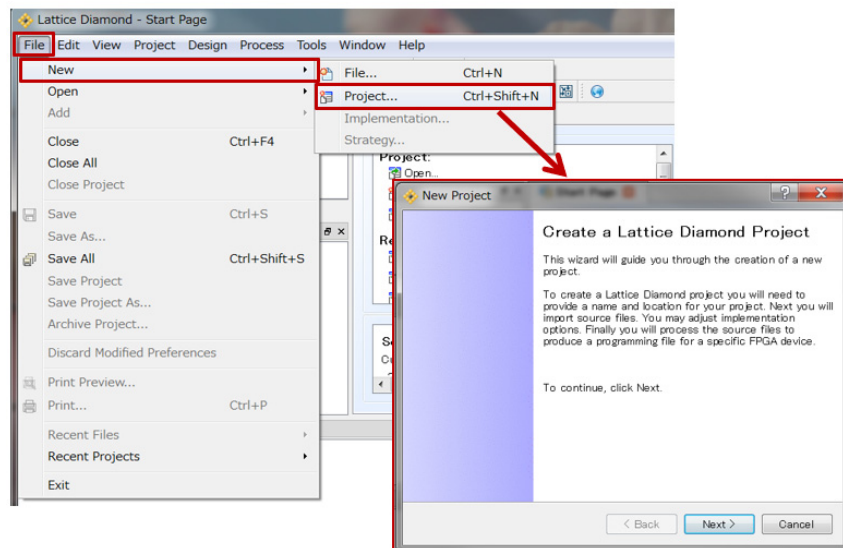 Lattice Diamond - Start Page
File Edit View Project Design Process Tools Window Help
New
Open
Add
Close Ctrl+F4
Close All
Close Project
Save Ctrl+S
Save As...
Save All Ctrl+Shift+S
Save Project
Save Project As...
Archive Project...
Discard Modified Preferences
Print Preview...
Print... Ctrl+P
Recent Files
Recent Projects
Exit
File... Ctrl+N
Project... Ctrl+Shift+N
Implementation...
Strategy...
Project:
Open...
New Project
Start Page
Create a Lattice Diamond Project
This wizard will guide you through the creation of a new
project.
To create a Lattice Diamond project you will need to
provide a name and location for your project. Next you will
import source files. You may adjust implementation
options. Finally you will process the source files to
produce a programming file for a specific FPGA device.
To continue, click Next.
< Back Next > Cancel